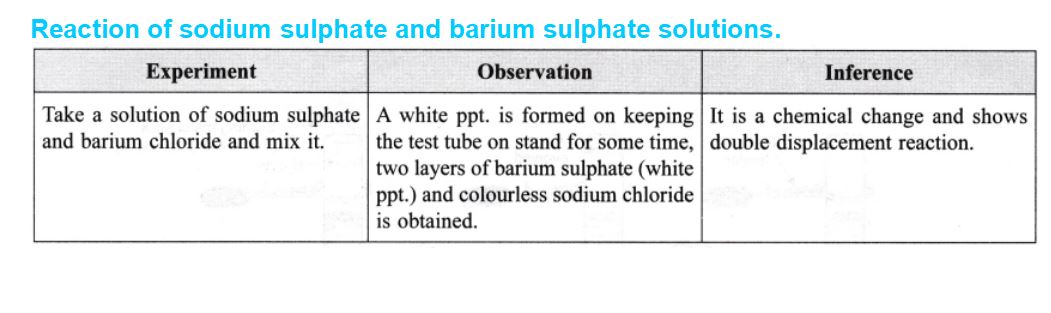 Reaction of sodium sulphate and barium sulphate solutions.
Experiment
Observation
Inference
Take a solution of sodium sulphate
and barium chloride and mix it.
A white ppt. is formed on keeping
the test tube on stand for some time,
two layers of barium sulphate (white
ppt.) and colourless sodium chloride
is obtained.
It is a chemical change and shows
double displacement reaction.